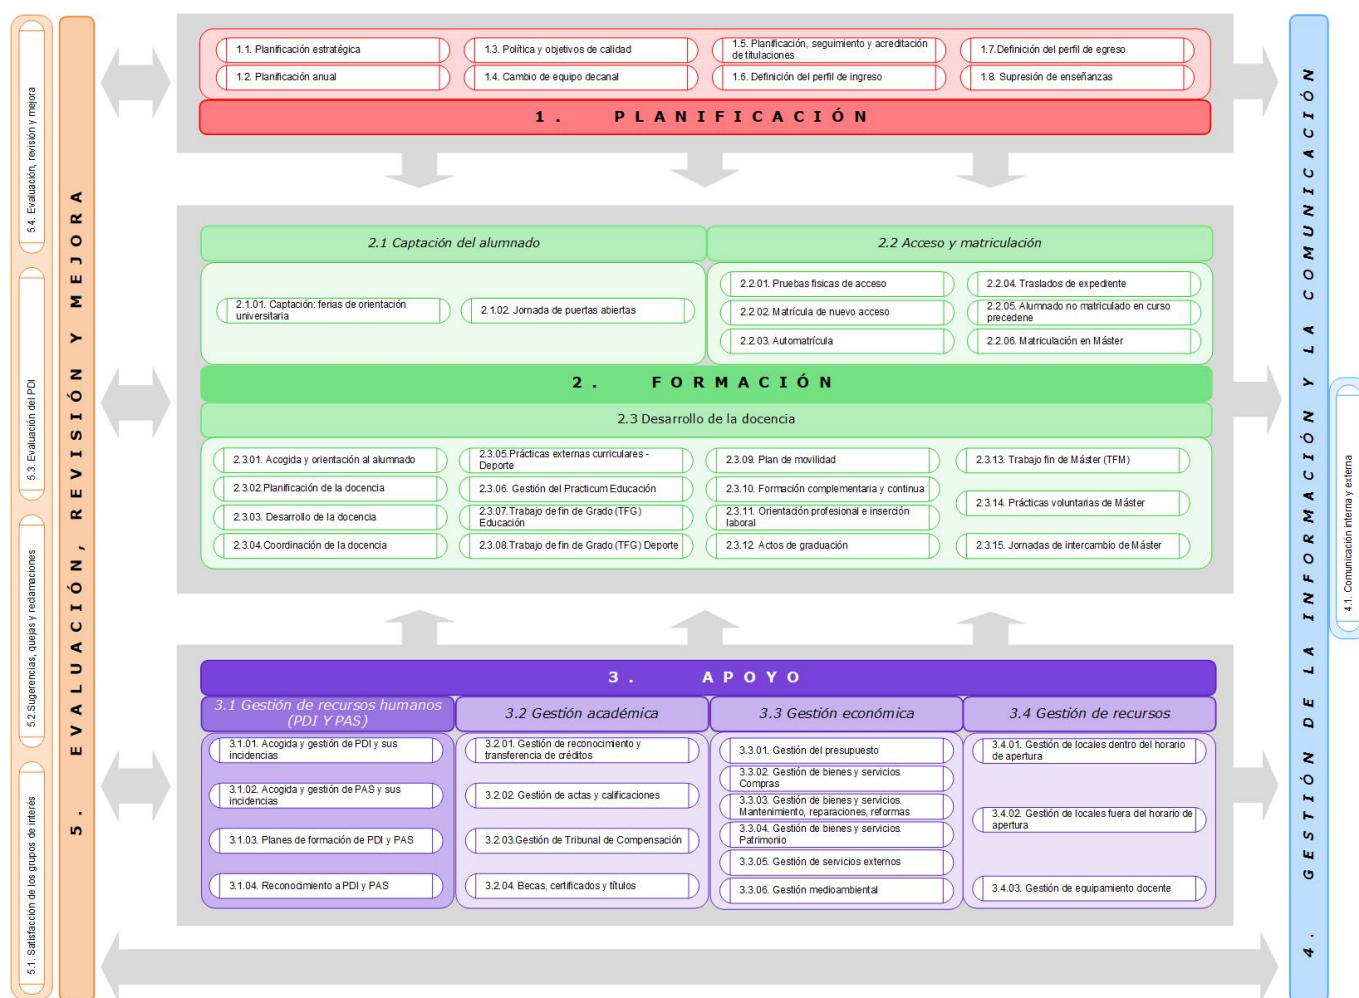 1.1. Planificación estratégica
1.2. Planificación anual
1.3. Política y objetivos de calidad
1.4. Cambio de equipo decanal
1.5. Planificación, seguimiento y acreditación
de titulaciones
1.6. Definición del perfil de ingreso
1.7.Definición del perfil de egreso
1.8. Supresión de enseñanzas
1. PLANIFICACIÓN
2.1 Captación del alumnado
2.1.01. Captación: ferias de orientación
universitaria
2.1.02. Jornada de puertas abiertas
2.2 Acceso y matriculación
2.2.01. Pruebas fisicas de acceso
2.2.02. Matrícula de nuevo acceso
2.2.03. Automatrícula
2.2.04. Traslados de expediente
2.2.05. Alumnado no matriculado en curso
precedene
2.2.06. Matriculación en Máster
2. FORMACIÓN
2.3 Desarrollo de la docencia
2.3.01. Acogida y orientación al alumnado
2.3.02.Planificación de la docencia
2.3.03. Desarrollo de la docencia
2.3.04.Coordinación de la docencia
2.3.05.Prácticas externas curriculares -
Deporte
2.3.06. Gestión del Practicum Educación
2.3.07.Trabajo de fin de Grado (TFG)
Educación
2.3.08.Trabajo de fin de Grado (TFG) Deporte
2.3.09. Plan de movilidad
2.3.10. Formación complementaria y continua
2.3.11. Orientación profesional e inserción
laboral
2.3.12. Actos de graduación
2.3.13. Trabajo fin de Máster (TFM)
2.3.14. Prácticas voluntarias de Máster
2.3.15. Jornadas de intercambio de Máster
3. APOYO
3.1 Gestión de recursos humanos
(PDI Y PAS)
3.1.01. Acogida y gestión de PDI y sus
incidencias
3.1.02. Acogida y gestión de PAS y sus
incidencias
3.1.03. Planes de formación de PDI y PAS
3.1.04. Reconocimiento a PDI y PAS
3.2 Gestión académica
3.2.01. Gestión de reconocimiento y
transferencia de créditos
3.2.02. Gestión de actas y calificaciones
3.2.03.Gestión de Tribunal de Compensación
3.2.04. Becas, certificados y títulos
3.3 Gestión económica
3.3.01. Gestión del presupuesto
3.3.02. Gestión de bienes y servicios.
Compras
3.3.03. Gestión de bienes y servicios.
Mantenimiento, reparaciones, reformas
3.3.04. Gestión de bienes y servicios.
Patrimonio
3.3.05. Gestión de servicios externos
3.3.06. Gestión medioambiental
3.4 Gestión de recursos
3.4.01. Gestión de locales dentro del horario
de apertura
3.4.02. Gestión de locales fuera del horario de
apertura
3.4.03. Gestión de equipamiento docente
4. GESTIÓN DE LA INFORMACIÓN Y LA COMUNICACIÓN
4.1. Comunicación interna y externa
5. EVALUACIÓN, REVISIÓN Y MEJORA
5.1. Satisfacción de los grupos de interés
5.2.Sugerencias, quejas y reclamaciones
5.3. Evaluación del PDI
5.4. Evaluación, revisión y mejora